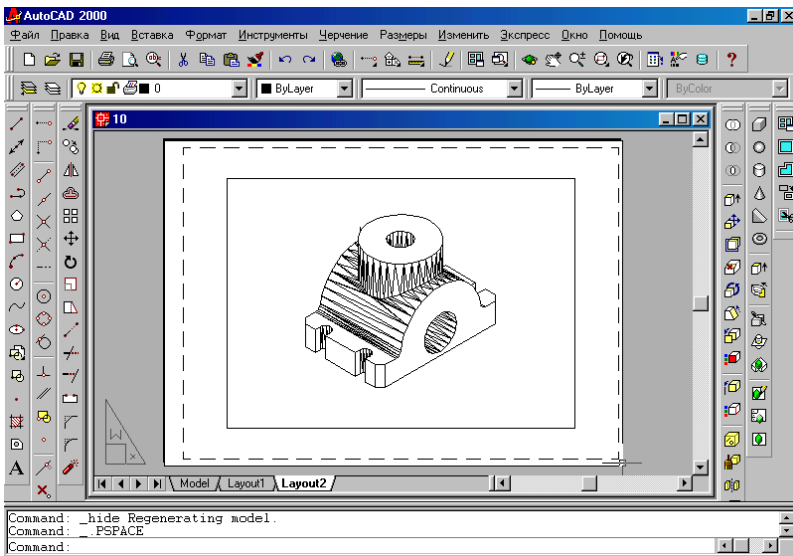 AutoCAD 2000
Файл Правка Вид Вставка Формат Инструменты Черчение Размеры Изменить Экспресс Окно Помощь
0 ByLayer Continuous ByLayer ByColor
10
W
X
A
Model Layout1 Layout2
Command: _hide Regenerating model.
Command: _.PSPACE
Command: